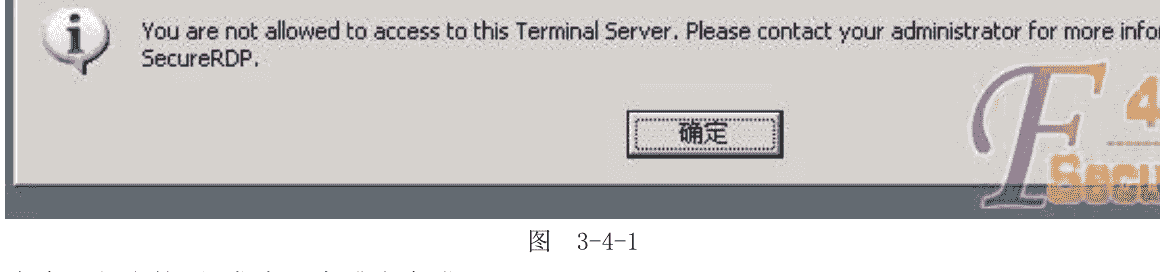 You are not allowed to access to this Terminal Server. Please contact your administrator for more
SecureRDP.
确定
图 3-4-1